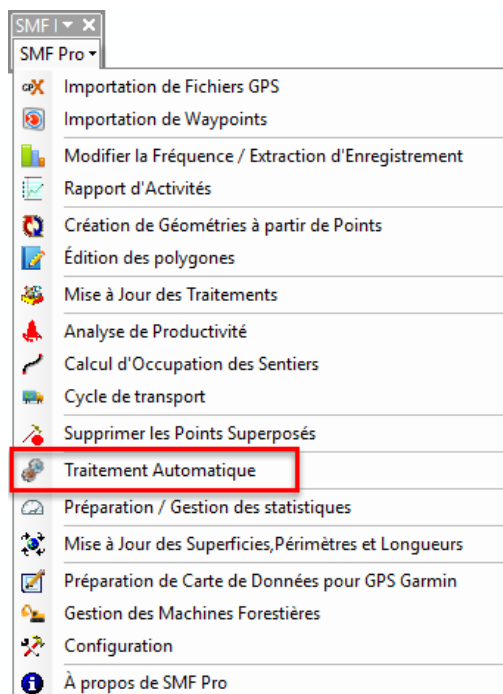 SMF
SMF Pro
Importation de Fichiers GPS
Importation de Waypoints
Modifier la Fréquence / Extraction d'Enregistrement
Rapport d'Activités
Création de Géométries à partir de Points
Édition des polygones
Mise à Jour des Traitements
Analyse de Productivité
Calcul d'Occupation des Sentiers
Cycle de transport
Supprimer les Points Superposés
Traitement Automatique
Préparation / Gestion des statistiques
Mise à Jour des Superficies,Périmètres et Longueurs
Préparation de Carte de Données pour GPS Garmin
Gestion des Machines Forestières
Configuration
À propos de SMF Pro